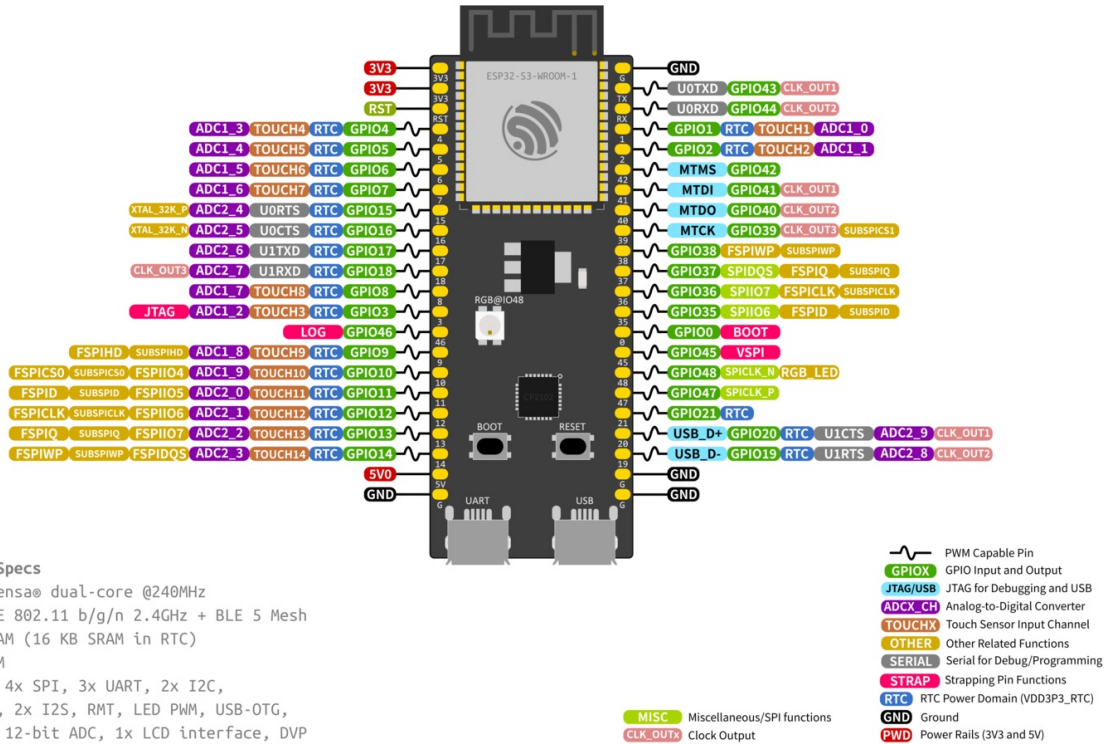 ESP32-S3-WROOM-1
3V3 3V3 G GND
3V3 3V3 TX U0TXD GPIO43 CLK_OUT1
RST RST RX U0RXD GPIO44 CLK_OUT2
ADC1_3 TOUCH4 RTC GPIO4 4 1 GPIO1 RTC TOUCH1 ADC1_0
ADC1_4 TOUCH5 RTC GPIO5 5 2 GPIO2 RTC TOUCH2 ADC1_1
ADC1_5 TOUCH6 RTC GPIO6 6 42 MTMS GPIO42
ADC1_6 TOUCH7 RTC GPIO7 7 41 MTDI GPIO41 CLK_OUT1
XTAL_32K_P ADC2_4 U0RTS RTC GPIO15 15 40 MTDO GPIO40 CLK_OUT2
XTAL_32K_N ADC2_5 U0CTS RTC GPIO16 16 39 MTCK GPIO39 CLK_OUT3 SUBSPICS1
ADC2_6 U1TXD RTC GPIO17 17 38 GPIO38 FSPIWP SUBSPIWP
CLK_OUT3 ADC2_7 U1RXD RTC GPIO18 18 37 GPIO37 SPIDQS FSPIQ SUBSPIQ
ADC1_7 TOUCH8 RTC GPIO8 8 36 GPIO36 SPIIO7 FSPICLK SUBSPICLK
RGB@IO48
JTAG ADC1_2 TOUCH3 RTC GPIO3 3 35 GPIO35 SPIIO6 FSPID SUBSPID
LOG GPIO46 46 0 GPIO0 BOOT
FSPIHD SUBSPIHD ADC1_8 TOUCH9 RTC GPIO9 9 45 GPIO45 VSPI
FSPICS0 SUBSPICS0 FSPIIO4 ADC1_9 TOUCH10 RTC GPIO10 10 48 GPIO48 SPICLK_N RGB_LED
FSPID SUBSPID FSPIIO5 ADC2_0 TOUCH11 RTC GPIO11 11 47 GPIO47 SPICLK_P
CP2102
FSPICLK SUBSPICLK FSPIIO6 ADC2_1 TOUCH12 RTC GPIO12 12 21 GPIO21 RTC
BOOT RESET
FSPIQ SUBSPIQ FSPIIO7 ADC2_2 TOUCH13 RTC GPIO13 13 20 USB_D+ GPIO20 RTC U1CTS ADC2_9 CLK_OUT1
FSPIWP SUBSPIWP FSPIDQS ADC2_3 TOUCH14 RTC GPIO14 14 19 USB_D- GPIO19 RTC U1RTS ADC2_8 CLK_OUT2
5V0 5V G GND
GND G G GND
UART USB
Specs
ensa® dual-core @240MHz
E 802.11 b/g/n 2.4GHz + BLE 5 Mesh
AM (16 KB SRAM in RTC)
M
4x SPI, 3x UART, 2x I2C,
, 2x I2S, RMT, LED PWM, USB-OTG,
12-bit ADC, 1x LCD interface, DVP
MISC Miscellaneous/SPI functions
CLK_OUTx Clock Output
PWM Capable Pin
GPIOX GPIO Input and Output
JTAG/USB JTAG for Debugging and USB
ADCX_CH Analog-to-Digital Converter
TOUCHX Touch Sensor Input Channel
OTHER Other Related Functions
SERIAL Serial for Debug/Programming
STRAP Strapping Pin Functions
RTC RTC Power Domain (VDD3P3_RTC)
GND Ground
PWD Power Rails (3V3 and 5V)